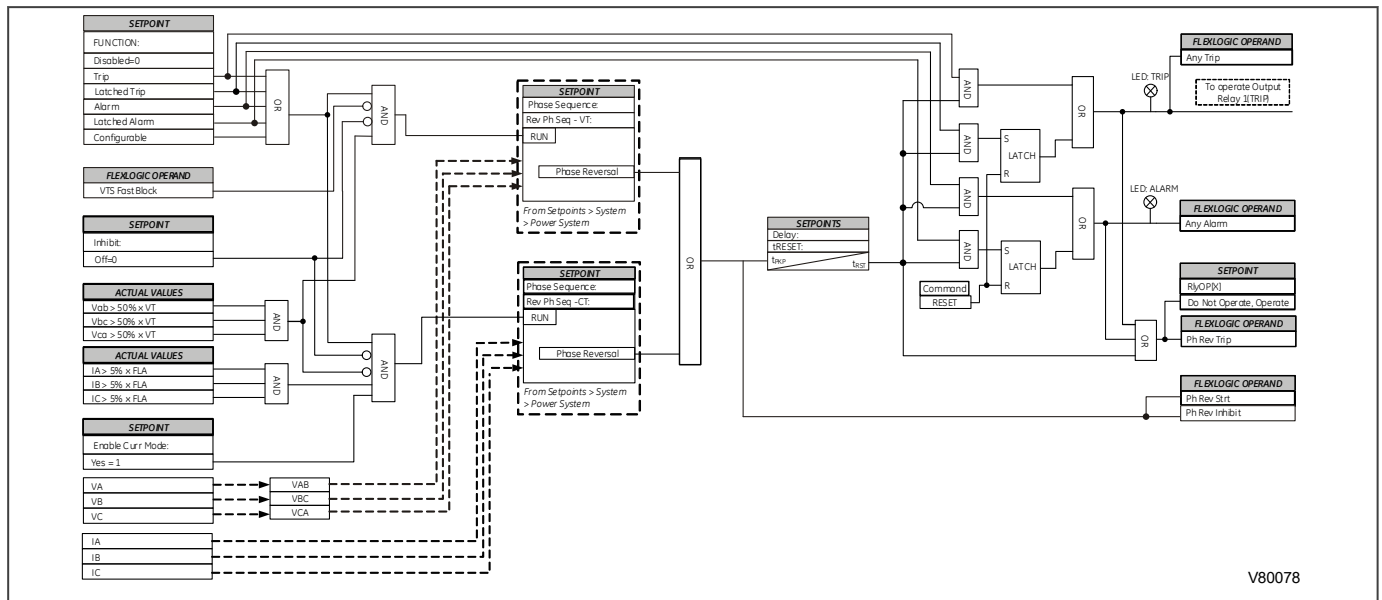 SETPOINT
FUNCTION:
Disabled=0
Trip
Latched Trip
Alarm
Latched Alarm
Configurable
OR
FLEXLOGIC OPERAND
VTS Fast Block
SETPOINT
Inhibit:
Off=0
ACTUAL VALUES
Vab > 50% x VT
Vbc > 50% x VT
Vca > 50% x VT
AND
ACTUAL VALUES
IA > 5% x FLA
IB > 5% x FLA
IC > 5% x FLA
AND
SETPOINT
Enable Curr Mode:
Yes = 1
VA
VB
VC
VAB
VBC
VCA
IA
IB
IC
AND
AND
SETPOINT
Phase Sequence:
Rev Ph Seq - VT:
RUN
Phase Reversal
From Setpoints > System
> Power System
SETPOINT
Phase Sequence:
Rev Ph Seq -CT:
RUN
Phase Reversal
From Setpoints > System
> Power System
OR
SETPOINTS
Delay:
tRESET:
tPKP
tRST
AND
AND
AND
AND
S
LATCH
R
S
LATCH
R
Command
RESET
OR
OR
OR
LED: TRIP
LED: ALARM
FLEXLOGIC OPERAND
Any Trip
To operate Output
Relay 1(TRIP)
FLEXLOGIC OPERAND
Any Alarm
SETPOINT
RlyOP[X]
Do Not Operate, Operate
FLEXLOGIC OPERAND
Ph Rev Trip
FLEXLOGIC OPERAND
Ph Rev Strt
Ph Rev Inhibit
V80078